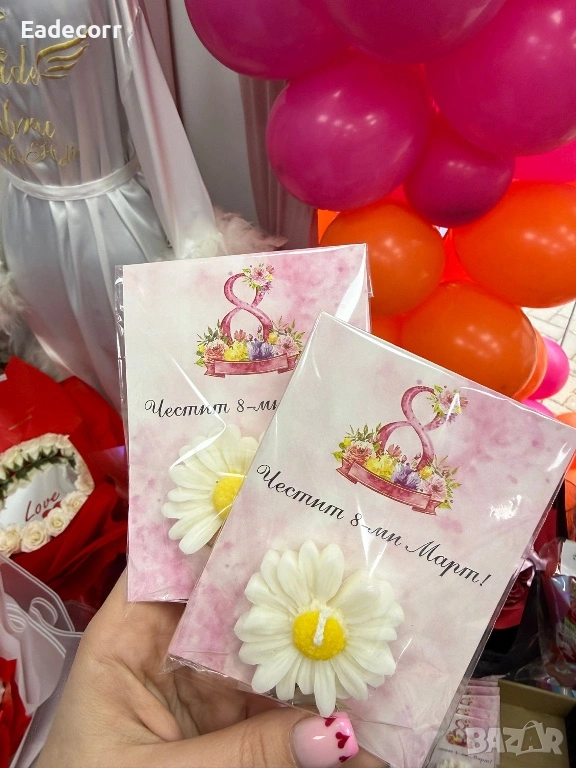 Eadecorr
8
Честит 8-ми
8
Честит 8-ми Март!
Love
BAZAR